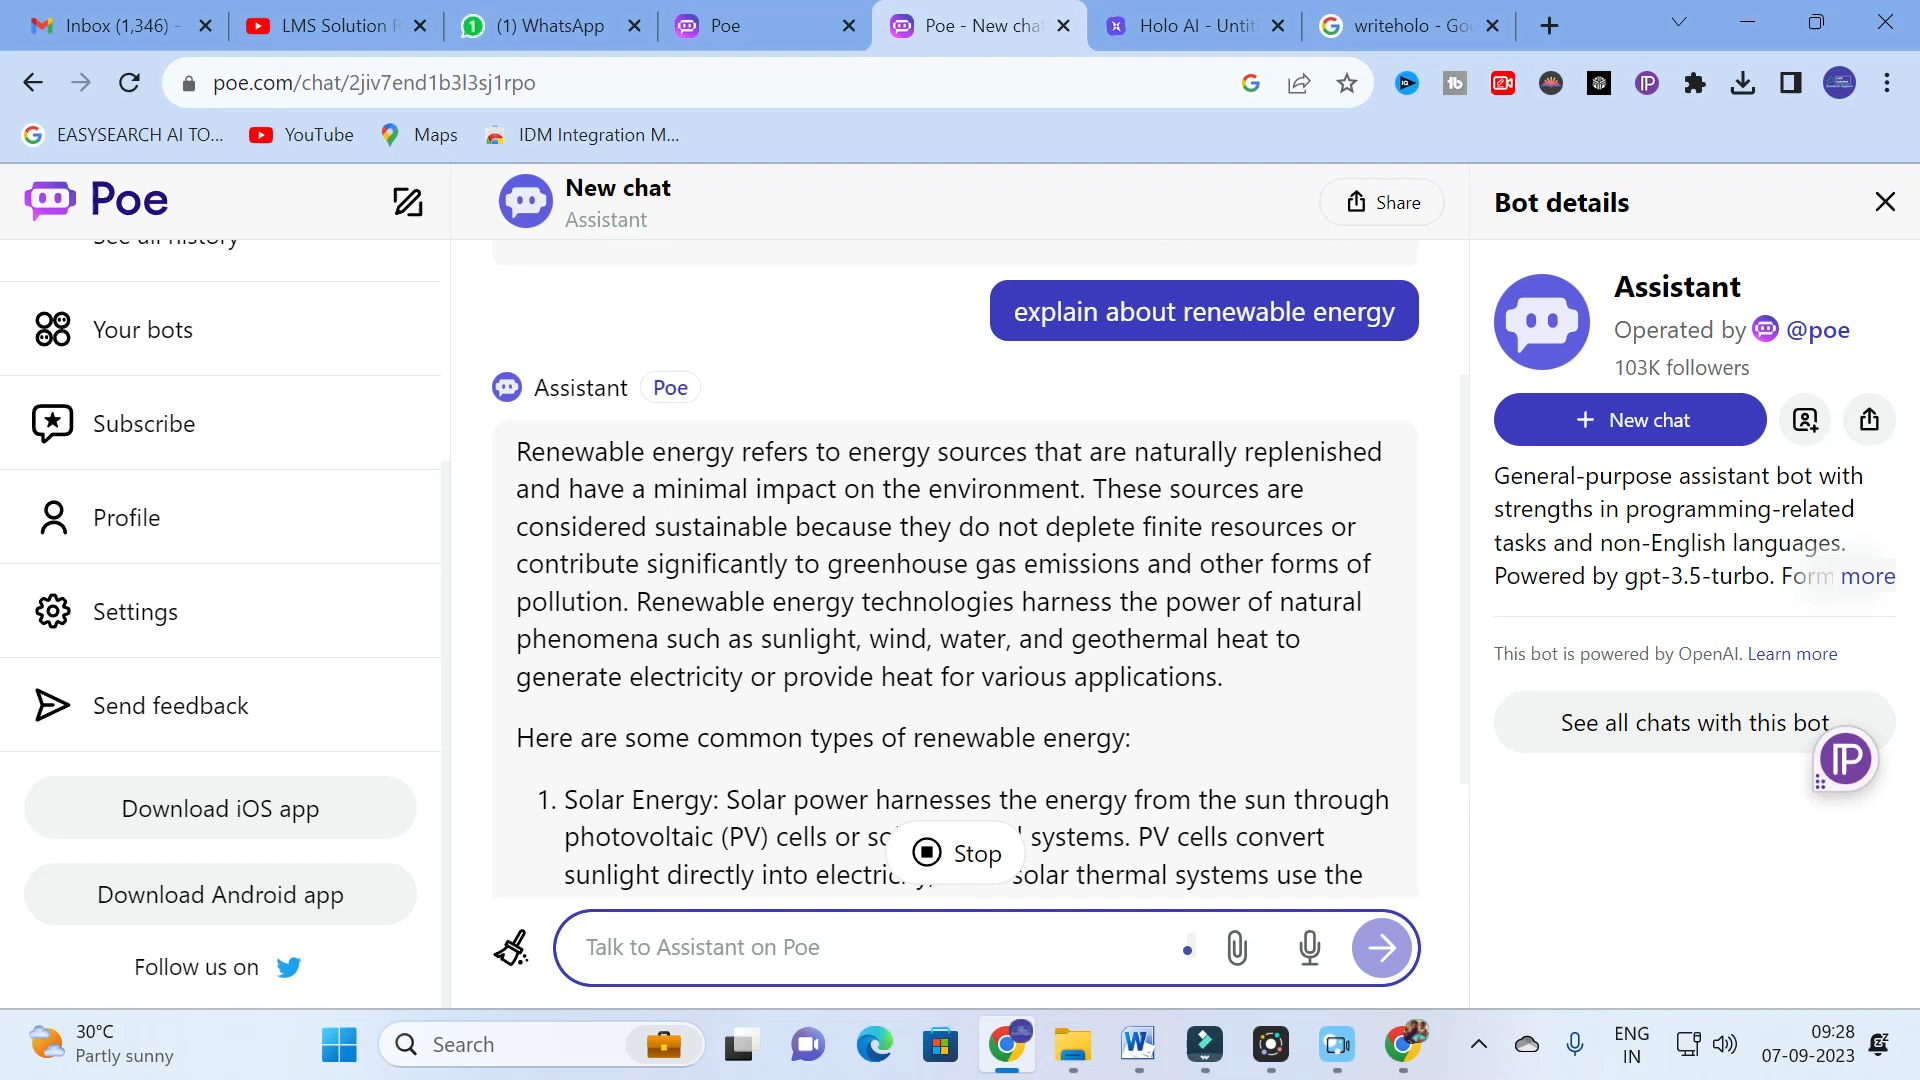 Inbox (1,346) -
LMS Solution
(1) WhatsApp
Poe
Poe - New cha
Holo AI - Untit
writeholo - Go
poe.com/chat/2jiv7end1b3l3sj1rpo
EASYSEARCH AI TO...
YouTube
Maps
IDM Integration M...
Poe
New chat
Assistant
Share
Bot details
See all history
Your bots
Subscribe
Profile
Settings
Send feedback
Download iOS app
Download Android app
Follow us on
explain about renewable energy
Assistant Poe
Renewable energy refers to energy sources that are naturally replenished
and have a minimal impact on the environment. These sources are
considered sustainable because they do not deplete finite resources or
contribute significantly to greenhouse gas emissions and other forms of
pollution. Renewable energy technologies harness the power of natural
phenomena such as sunlight, wind, water, and geothermal heat to
generate electricity or provide heat for various applications.
Here are some common types of renewable energy:
1. Solar Energy: Solar power harnesses the energy from the sun through
photovoltaic (PV) cells or systems. PV cells convert
sunlight directly into solar thermal systems use the
Stop
Talk to Assistant on Poe
Assistant
Operated by @poe
103K followers
New chat
General-purpose assistant bot with
strengths in programming-related
tasks and non-English languages.
Powered by gpt-3.5-turbo. Form more
This bot is powered by OpenAI. Learn more
See all chats with this bot
30°C
Partly sunny
Search
ENG
IN
09:28
07-09-2023